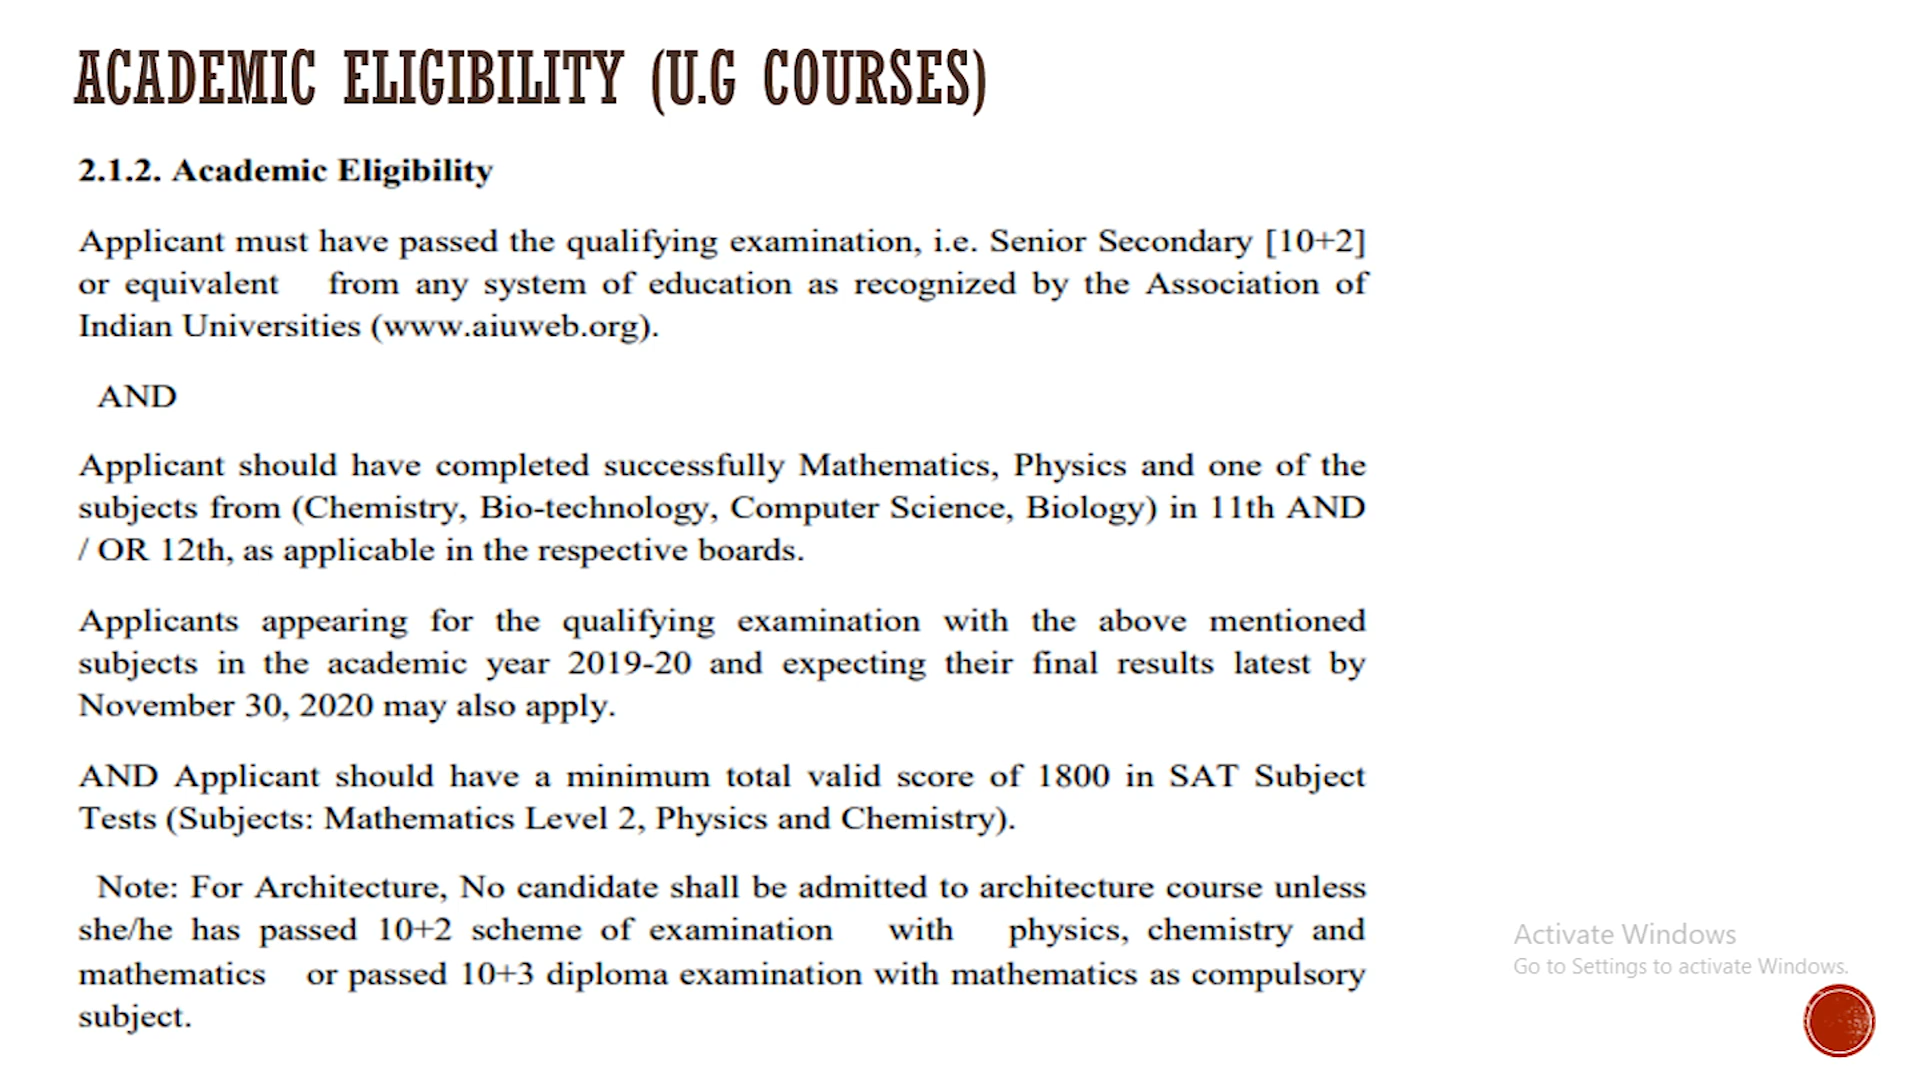 ACADEMIC ELIGIBILITY (U.G COURSES)
2.1.2. Academic Eligibility
Applicant must have passed the qualifying examination, i.e. Senior Secondary [10+2]
or equivalent from any system of education as recognized by the Association of
Indian Universities (www.aiuweb.org).
AND
Applicant should have completed successfully Mathematics, Physics and one of the
subjects from (Chemistry, Bio-technology, Computer Science, Biology) in 11th AND
/ OR 12th, as applicable in the respective boards.
Applicants appearing for the qualifying examination with the above mentioned
subjects in the academic year 2019-20 and expecting their final results latest by
November 30, 2020 may also apply.
AND Applicant should have a minimum total valid score of 1800 in SAT Subject
Tests (Subjects: Mathematics Level 2, Physics and Chemistry).
Note: For Architecture, No candidate shall be admitted to architecture course unless
she/he has passed 10+2 scheme of examination with physics, chemistry and
mathematics or passed 10+3 diploma examination with mathematics as compulsory
subject.
Activate Windows
Go to Settings to activate Windows.